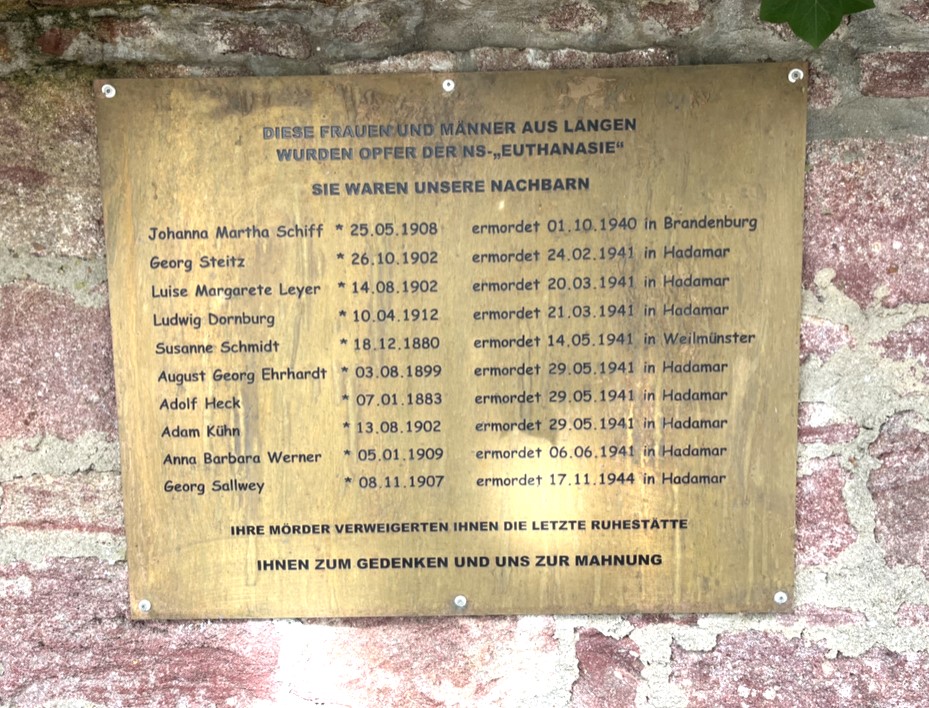 DIESE FRAUEN UND MÄNNER AUS LANGEN
WURDEN OPFER DER NS-„EUTHANASIE“
SIE WAREN UNSERE NACHBARN
Johanna Martha Schiff * 25.05.1908 ermordet 01.10.1940 in Brandenburg
Georg Steitz * 26.10.1902 ermordet 24.02.1941 in Hadamar
Luise Margarete Leyer * 14.08.1902 ermordet 20.03.1941 in Hadamar
Ludwig Dornburg * 10.04.1912 ermordet 21.03.1941 in Hadamar
Susanne Schmidt * 18.12.1880 ermordet 14.05.1941 in Weilmünster
August Georg Ehrhardt * 03.08.1899 ermordet 29.05.1941 in Hadamar
Adolf Heck * 07.01.1883 ermordet 29.05.1941 in Hadamar
Adam Kühn * 13.08.1902 ermordet 29.05.1941 in Hadamar
Anna Barbara Werner * 05.01.1909 ermordet 06.06.1941 in Hadamar
Georg Sallwey * 08.11.1907 ermordet 17.11.1944 in Hadamar
IHRE MÖRDER VERWEIGERTEN IHNEN DIE LETZTE RUHESTÄTTE
IHNEN ZUM GEDENKEN UND UNS ZUR MAHNUNG